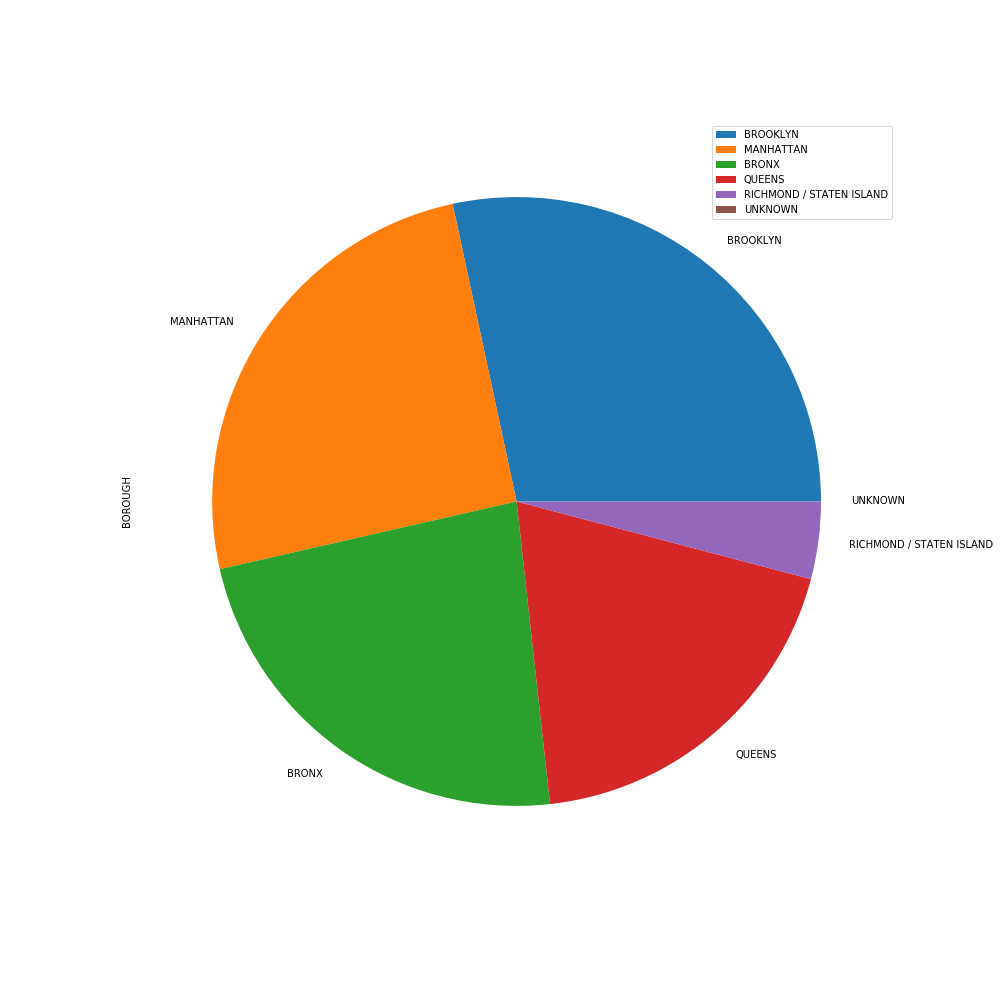 BROOKLYN
MANHATTAN
BRONX
QUEENS
RICHMOND / STATEN ISLAND
UNKNOWN
BROOKLYN
MANHATTAN
BOROUGH
UNKNOWN
RICHMOND / STATEN ISLAND
QUEENS
BRONX